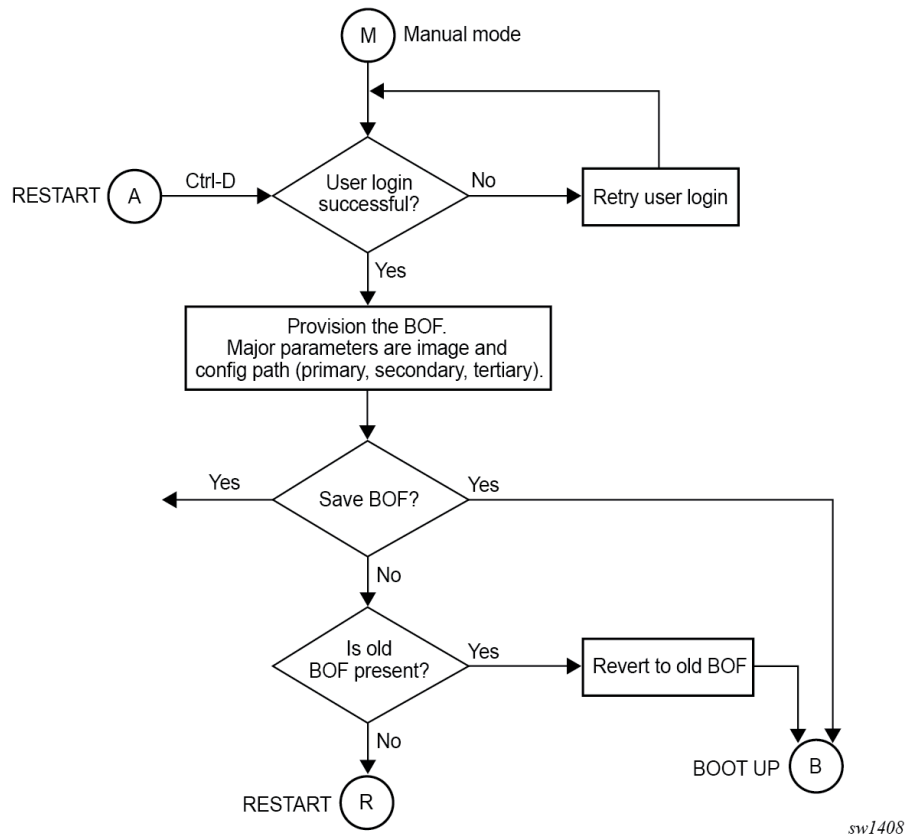 M
Manual mode
RESTART
A
Ctrl-D
User login
successful?
No
Retry user login
Yes
Provision the BOF.
Major parameters are image and
config path (primary, secondary, tertiary).
Yes
Save BOF?
Yes
No
Is old
BOF present?
Yes
Revert to old BOF
No
RESTART
R
BOOT UP
B
sw1408